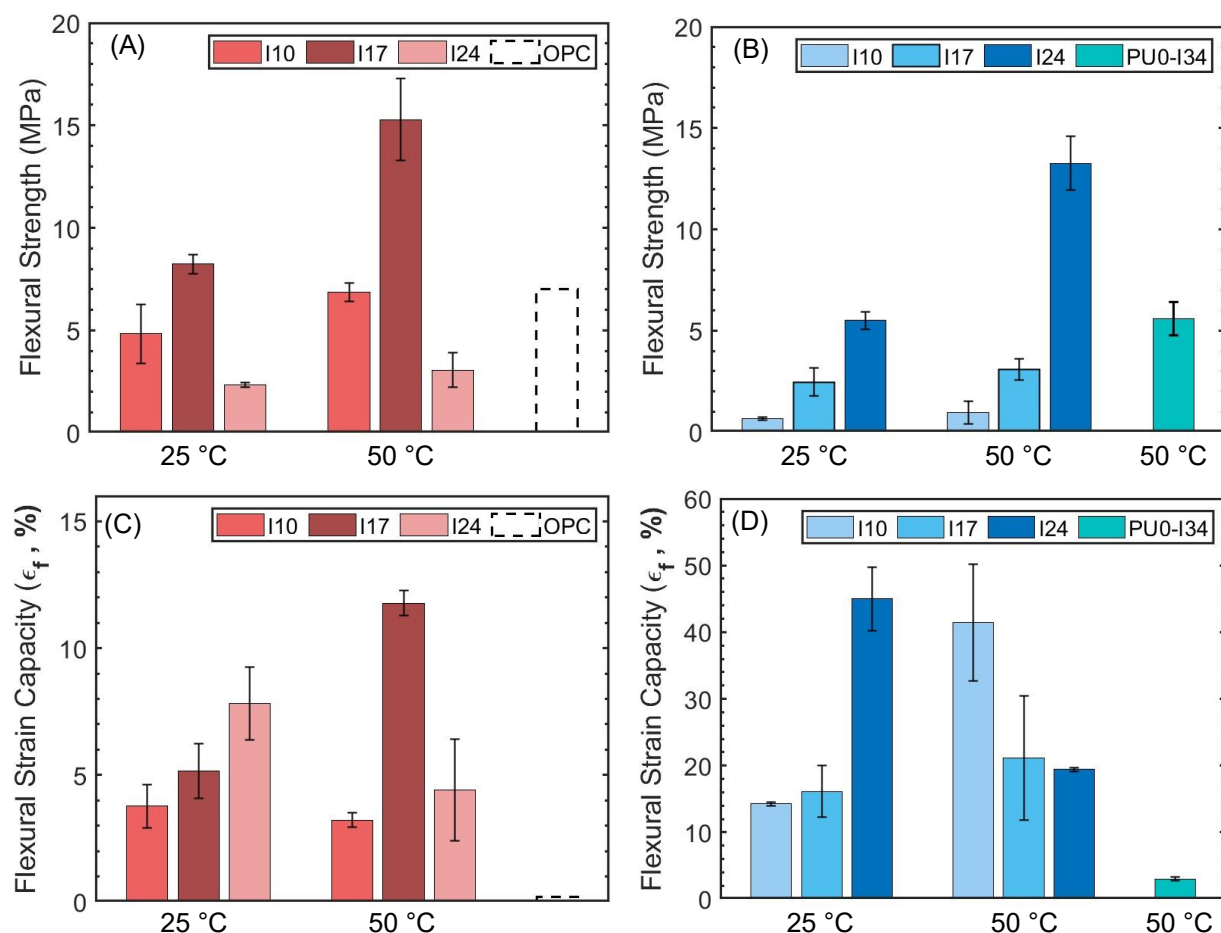 (A)
I10 I17 I24 OPC
Flexural Strength (MPa)
20
15
10
5
0
25 °C 50 °C
(B)
I10 I17 I24 PU0-I34
Flexural Strength (MPa)
20
15
10
5
0
25 °C 50 °C 50 °C
(C)
I10 I17 I24 OPC
Flexural Strain Capacity (ϵf, %)
15
10
5
0
25 °C 50 °C
(D)
I10 I17 I24 PU0-I34
Flexural Strain Capacity (ϵf, %)
60
50
40
30
20
10
0
25 °C 50 °C 50 °C